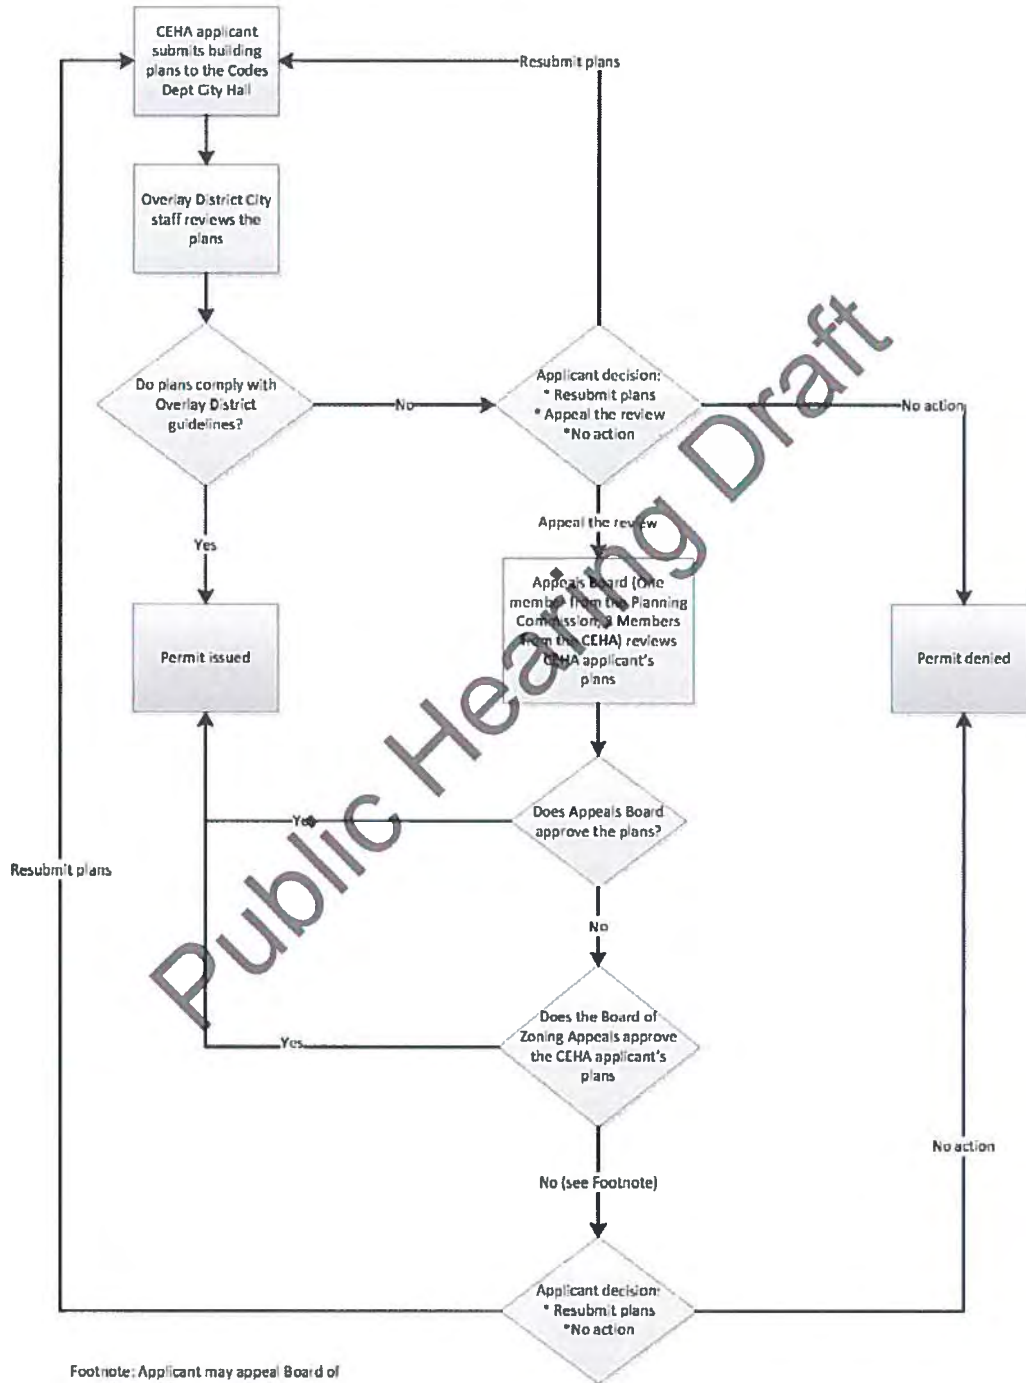 CEHA applicant
submits building
plans to the Codes
Dept City Hall
Resubmit plans
Overlay District City
staff reviews the
plans
Do plans comply with
Overlay District
guidelines?
No
Applicant decision:
* Resubmit plans
* Appeal the review
*No action
No action
Yes
Appeal the review
Permit issued
Appeals Board (One
member from the Planning
Commission, Members
from the CEHA) reviews
CEHA applicant's
plans
Permit denied
Does Appeals Board
approve the plans?
Yes
Resubmit plans
No
Does the Board of
Zoning Appeals approve
the CEHA applicant's
plans
Yes
No action
No (see Footnote)
Applicant decision:
* Resubmit plans
*No action
Footnote: Applicant may appeal Board of
Public Hearing Draft